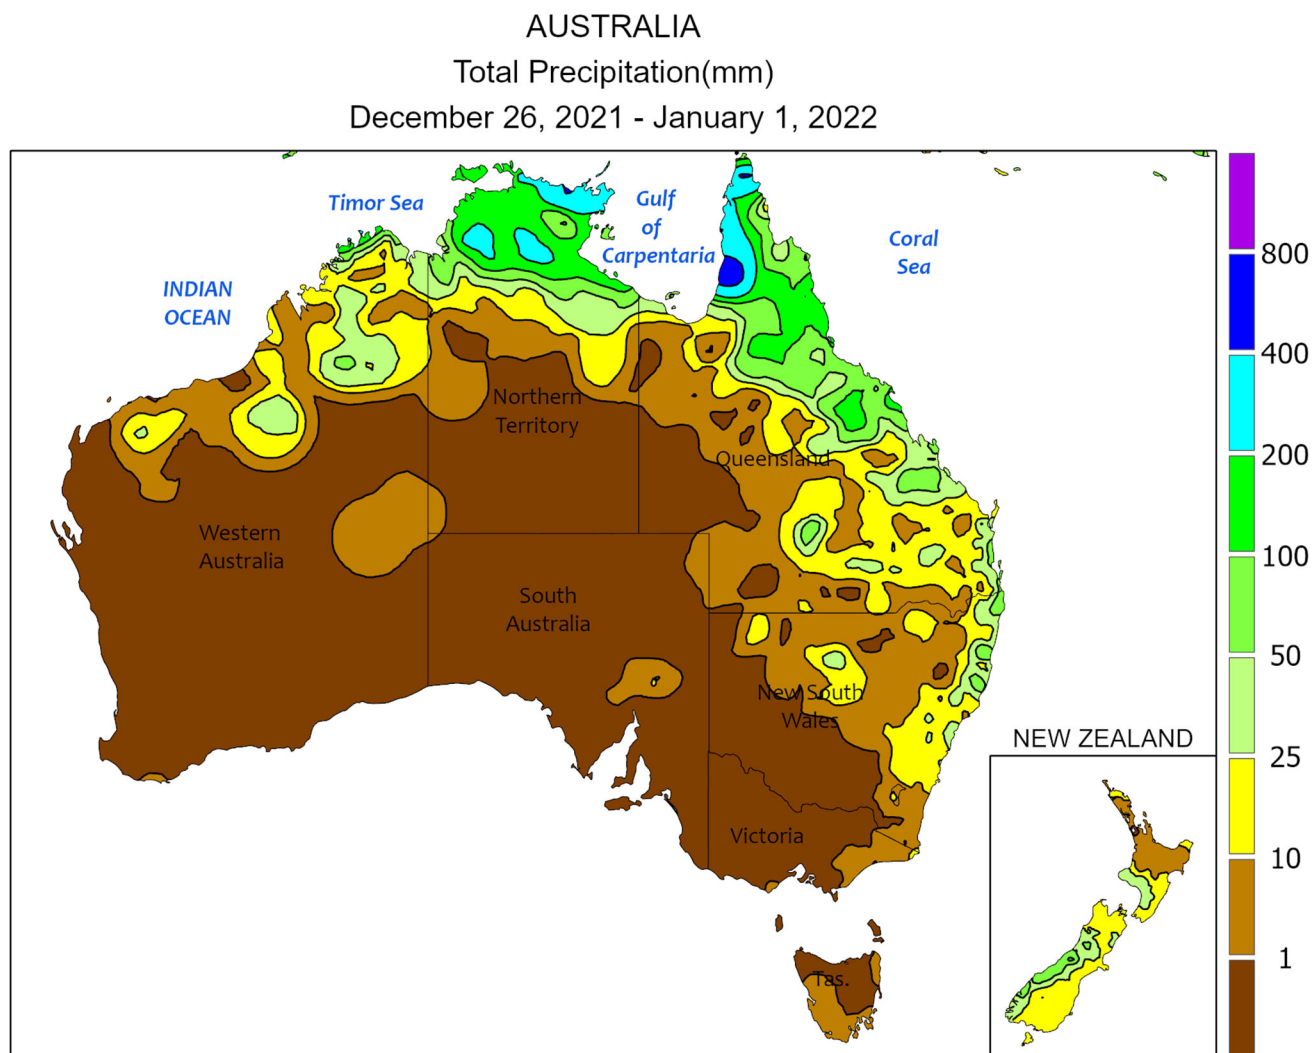 AUSTRALIA
Total Precipitation(mm)
December 26, 2021 - January 1, 2022
Timor Sea
Gulf
of
Carpentaria
Coral
Sea
INDIAN
OCEAN
Northern
Territory
Queensland
Western
Australia
South
Australia
New South
Wales
Victoria
Tas.
NEW ZEALAND
800
400
200
100
50
25
10
1